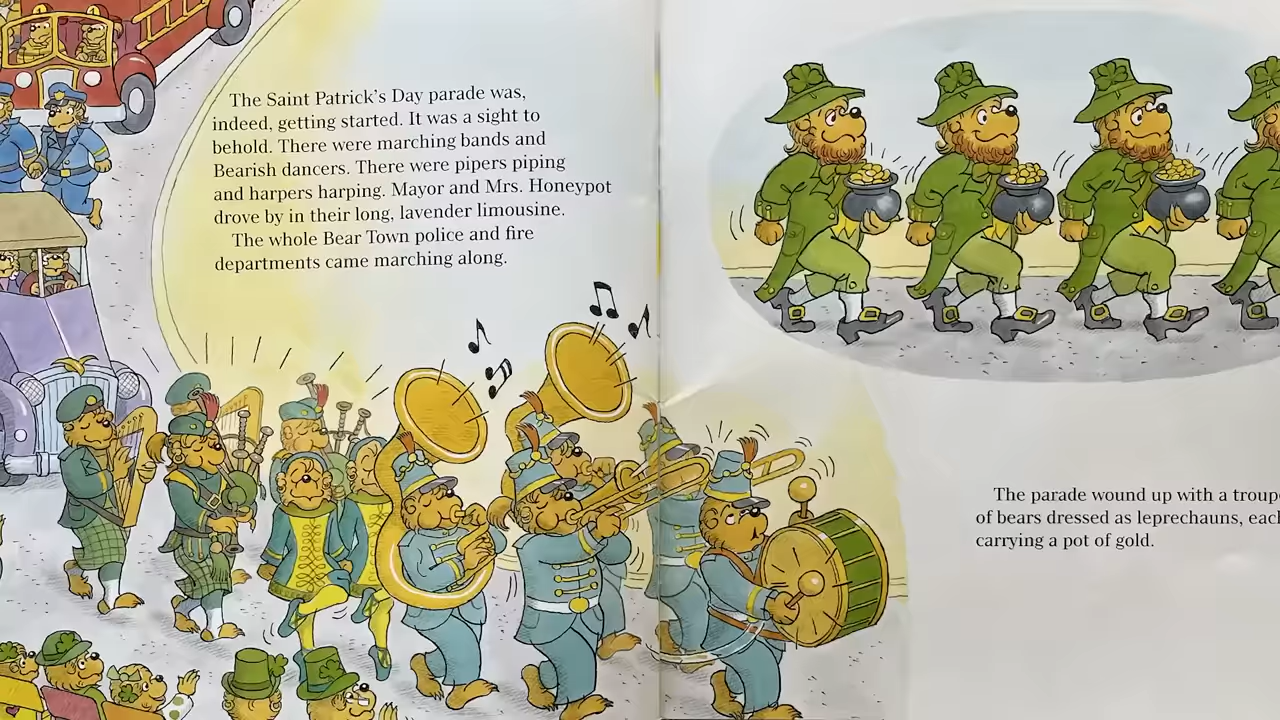 The Saint Patrick's Day parade was,
indeed, getting started. It was a sight to
behold. There were marching bands and
Bearish dancers. There were pipers piping
and harpers harping. Mayor and Mrs. Honeypot
drove by in their long, lavender limousine.
The whole Bear Town police and fire
departments came marching along.
The parade wound up with a troup
of bears dressed as leprechauns, each
carrying a pot of gold.